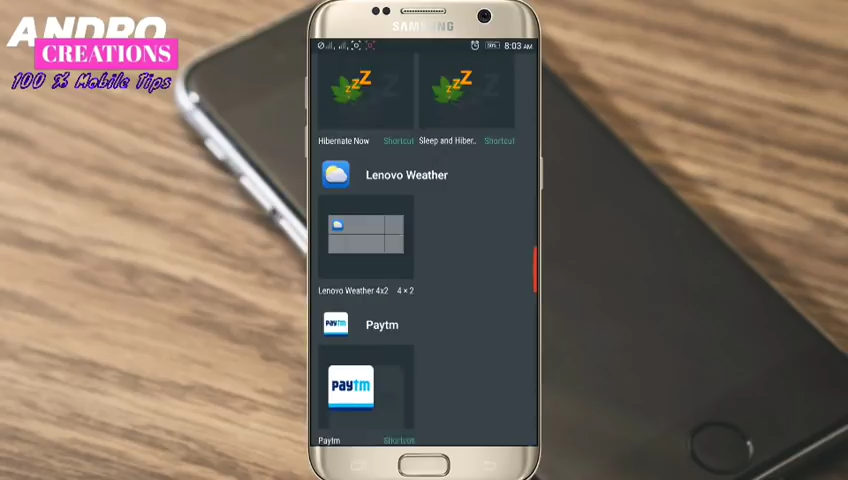 ANDRO
CREATIONS
100 % Mobile Tips
SAMSUNG
8:03 AM
Hibernate Now Shortcut
Sleep and Hiber.. Shortcut
Lenovo Weather
Lenovo Weather 4x2 4 × 2
Paytm
Paytm
Paytm
Paytm Shortcut